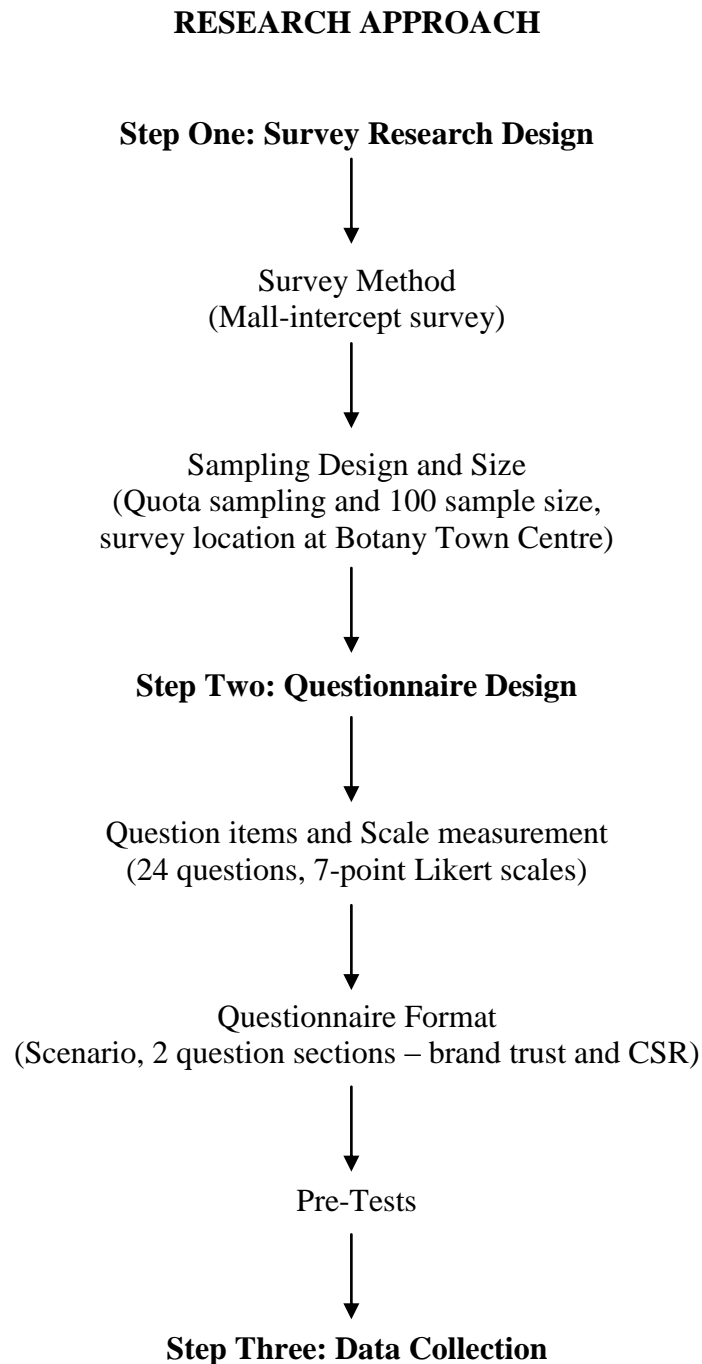 RESEARCH APPROACH
Step One: Survey Research Design
Survey Method
(Mall-intercept survey)
Sampling Design and Size
(Quota sampling and 100 sample size,
survey location at Botany Town Centre)
Step Two: Questionnaire Design
Question items and Scale measurement
(24 questions, 7-point Likert scales)
Questionnaire Format
(Scenario, 2 question sections – brand trust and CSR)
Pre-Tests
Step Three: Data Collection